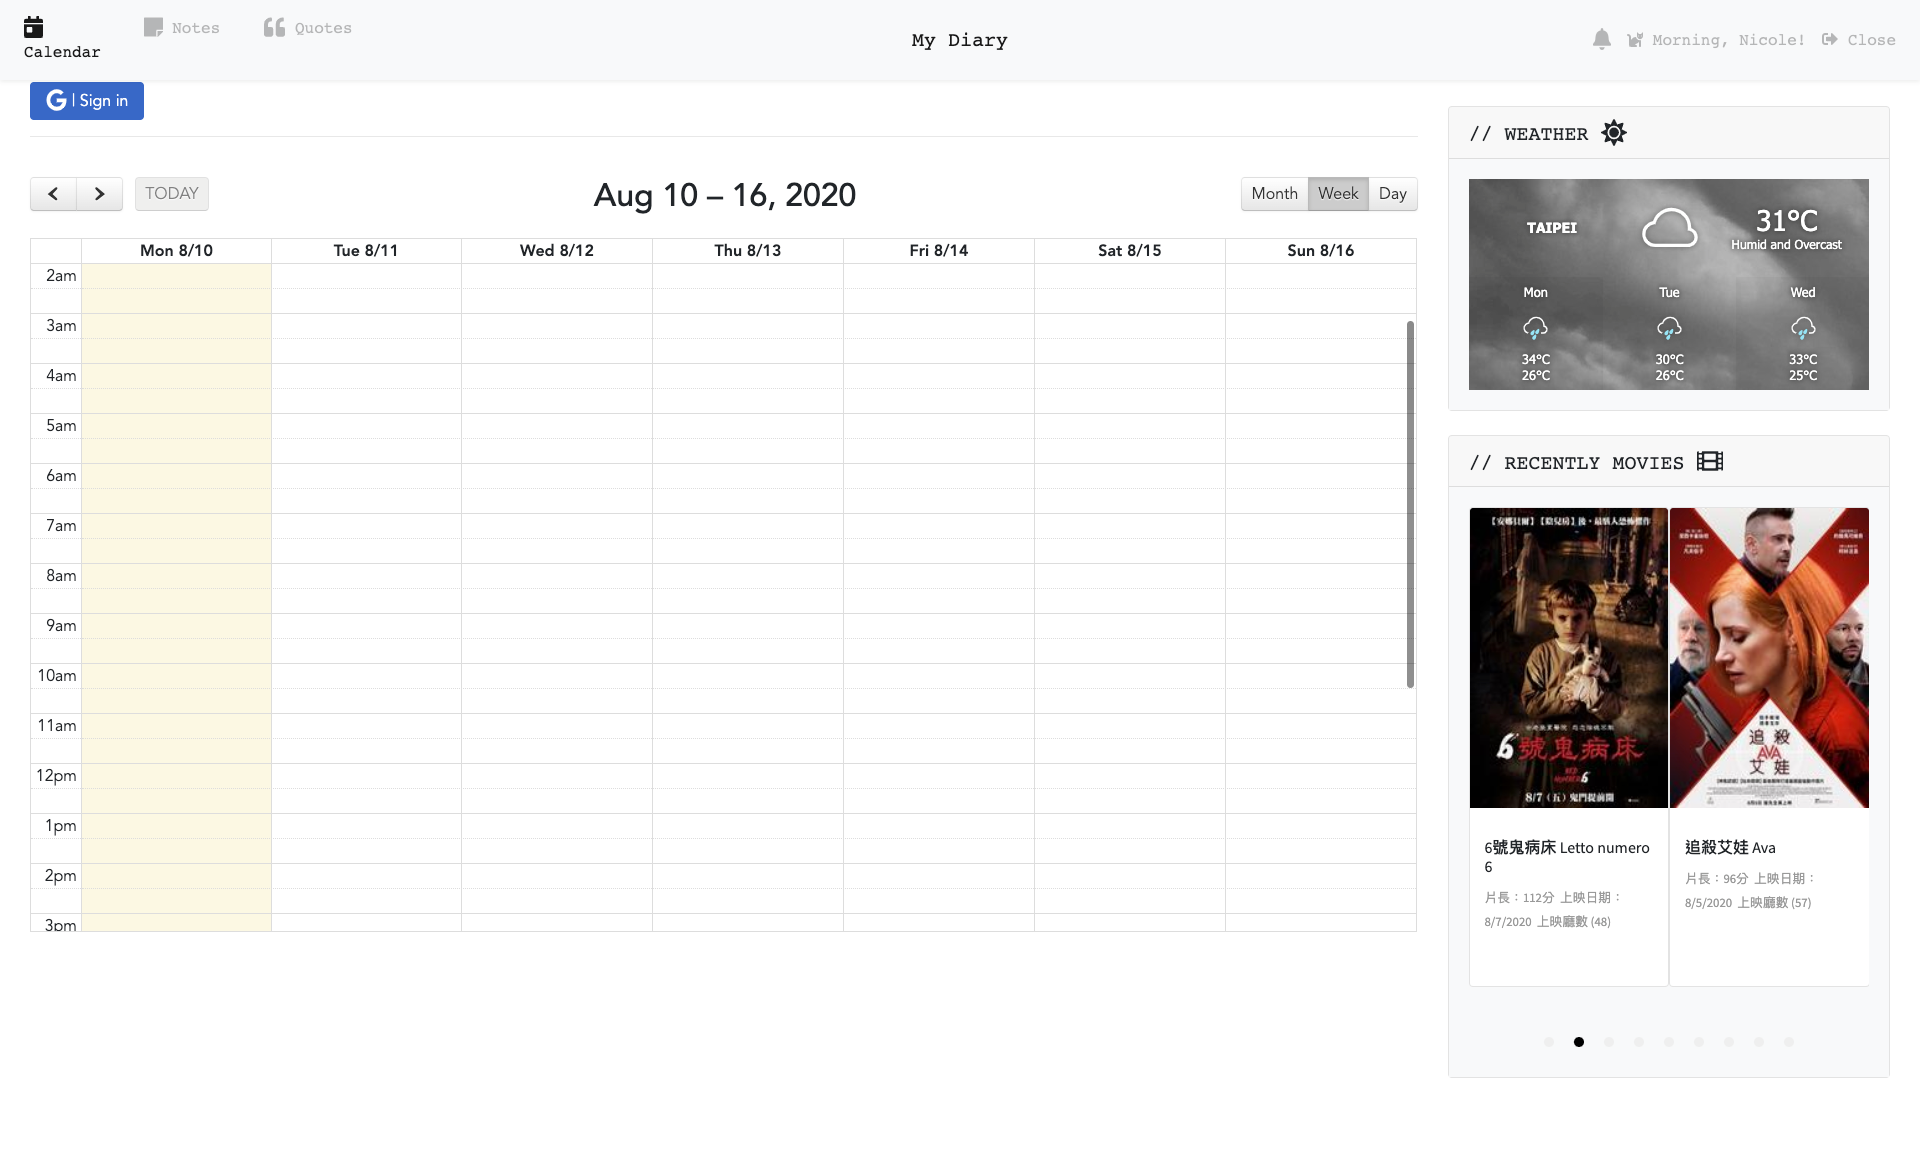 Calendar
Notes
Quotes
My Diary
Morning, Nicole!
Close
G | Sign in
TODAY
Aug 10 – 16, 2020
Month
Week
Day
Mon 8/10
Tue 8/11
Wed 8/12
Thu 8/13
Fri 8/14
Sat 8/15
Sun 8/16
2am
3am
4am
5am
6am
7am
8am
9am
10am
11am
12pm
1pm
2pm
3pm
// WEATHER
TAIPEI
31°C
Humid and Overcast
Mon
Tue
Wed
34°C
30°C
33°C
26°C
26°C
25°C
// RECENTLY MOVIES
6號鬼病床
8/7 (五) 鬼門提前開
追殺
AVA
艾娃
6號鬼病床 Letto numero
6
片長：112分 上映日期：
8/7/2020 上映廳數 (48)
追殺艾娃 Ava
片長：96分 上映日期：
8/5/2020 上映廳數 (57)